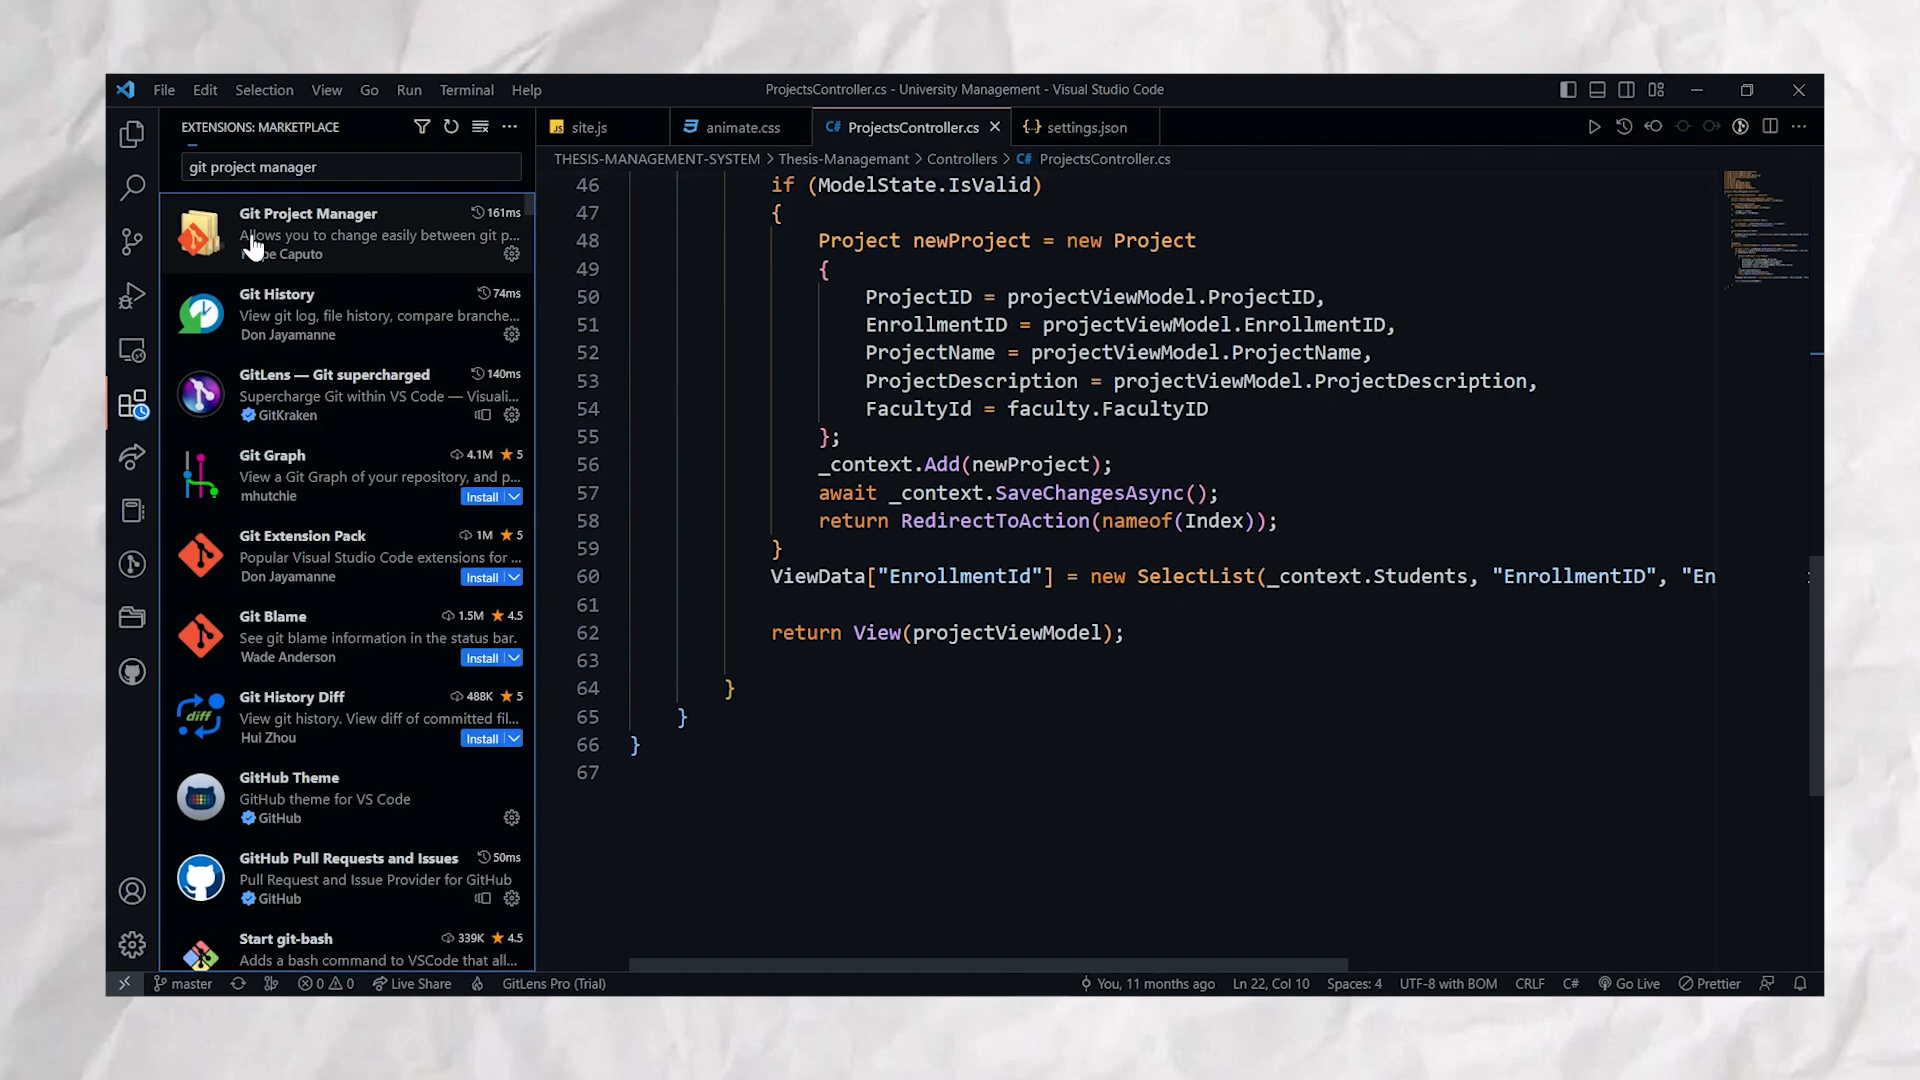 File Edit Selection View Go Run Terminal Help
ProjectsController.cs - University Management - Visual Studio Code
EXTENSIONS: MARKETPLACE
git project manager
Git Project Manager 161ms
Allows you to change easily between git p...
pe Caputo
Git History 74ms
View git log, file history, compare branche...
Don Jayamanne
GitLens — Git supercharged 140ms
Supercharge Git within VS Code — Visuali...
GitKraken
Git Graph 4.1M 5
View a Git Graph of your repository, and p...
mhutchie Install
Git Extension Pack 1M 5
Popular Visual Studio Code extensions for ...
Don Jayamanne Install
Git Blame 1.5M 4.5
See git blame information in the status bar.
Wade Anderson Install
Git History Diff 488K 5
View git history. View diff of committed fil...
diff
Hui Zhou Install
GitHub Theme
GitHub theme for VS Code
GitHub
GitHub Pull Requests and Issues 50ms
Pull Request and Issue Provider for GitHub
GitHub
Start git-bash 339K 4.5
Adds a bash command to VSCode that all...
JS site.js animate.css C# ProjectsController.cs {} settings.json
THESIS-MANAGEMENT-SYSTEM > Thesis-Managemant > Controllers > C# ProjectsController.cs
46 if (ModelState.IsValid)
47 {
48 Project newProject = new Project
49 {
50 ProjectID = projectViewModel.ProjectID,
51 EnrollmentID = projectViewModel.EnrollmentID,
52 ProjectName = projectViewModel.ProjectName,
53 ProjectDescription = projectViewModel.ProjectDescription,
54 FacultyId = faculty.FacultyID
55 };
56 _context.Add(newProject);
57 await _context.SaveChangesAsync();
58 return RedirectToAction(nameof(Index));
59 }
60 ViewData["EnrollmentId"] = new SelectList(_context.Students, "EnrollmentID", "En
61
62 return View(projectViewModel);
63
64 }
65 }
66 }
67
master 0 0 Live Share GitLens Pro (Trial) You, 11 months ago Ln 22, Col 10 Spaces: 4 UTF-8 with BOM CRLF C# Go Live Prettier